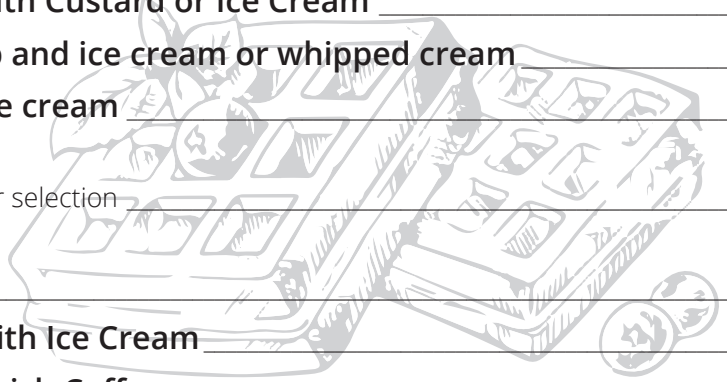 ith Custard or Ice Cream
and ice cream or whipped cream
e cream
r selection
ith Ice Cream